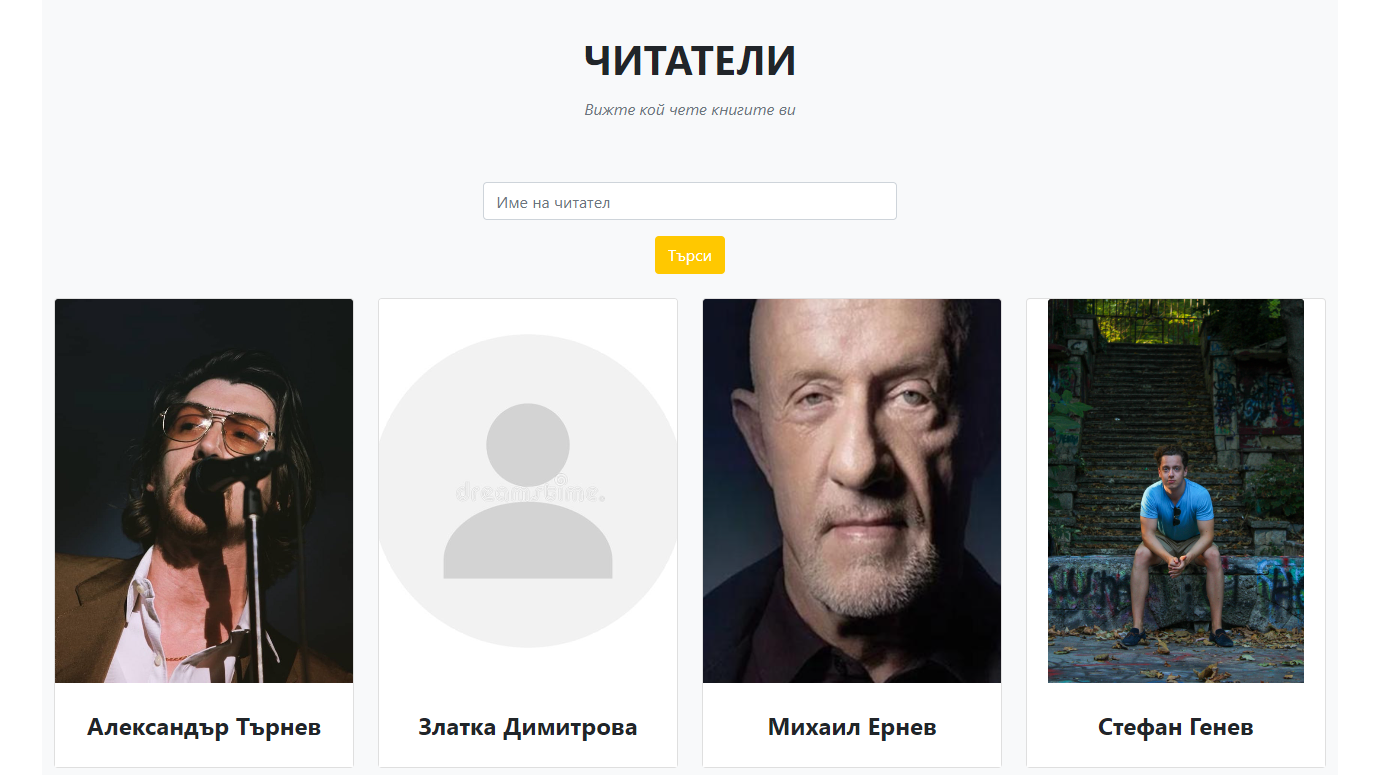 ЧИТАТЕЛИ
Вижте кой чете книгите ви
Име на читател
Търси
dreamstime.
Александър Търнев
Златка Димитрова
Михаил Ернев
Стефан Генев